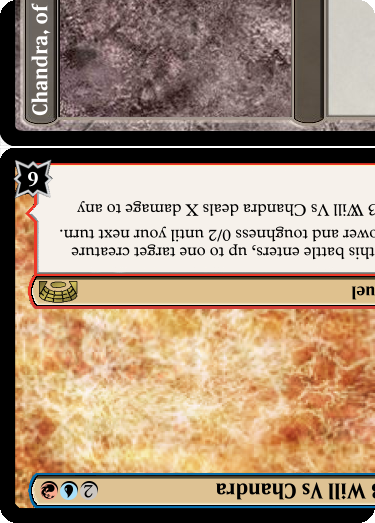 Chandra, of
3 Will Vs Chandra
2
uel
this battle enters, up to one target creature
ower and toughness 0/2 until your next turn.
3 Will Vs Chandra deals X damage to any
6